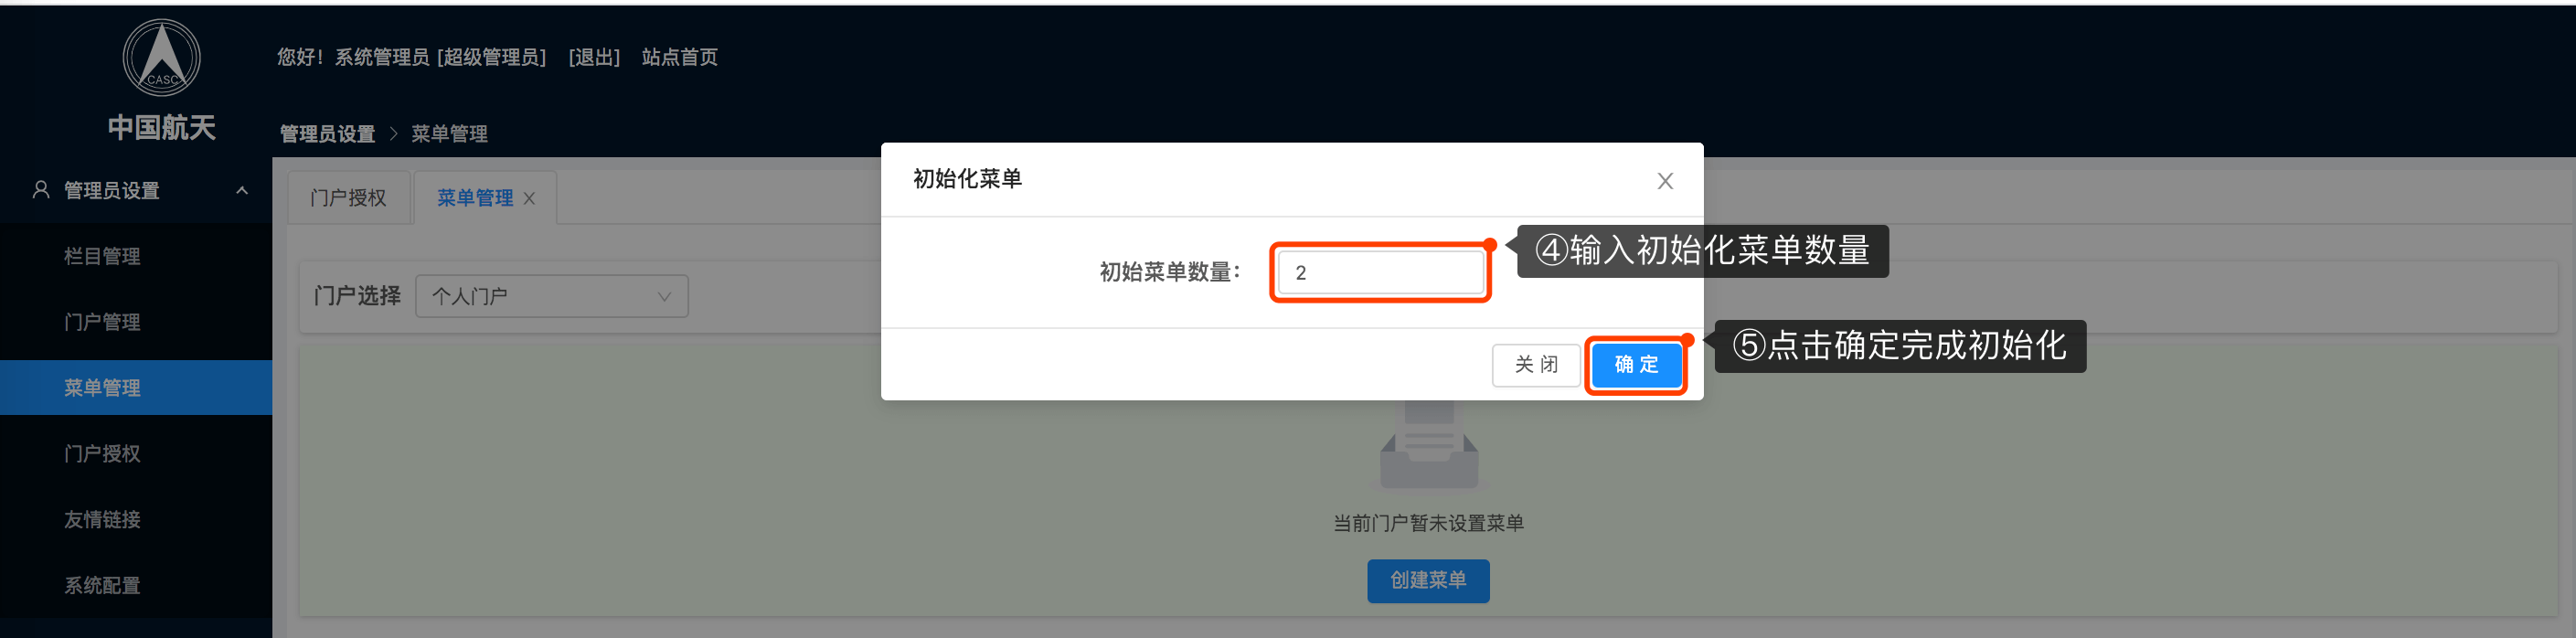 CASC
中国航天
您好！系统管理员 [超级管理员] [退出] 站点首页
管理员设置 > 菜单管理
管理员设置
栏目管理
门户管理
菜单管理
门户授权
友情链接
系统配置
门户授权 菜单管理
门户选择 个人门户
初始化菜单
初始菜单数量： 2
④输入初始化菜单数量
关 闭 确 定
⑤点击确定完成初始化
当前门户暂未设置菜单
创建菜单